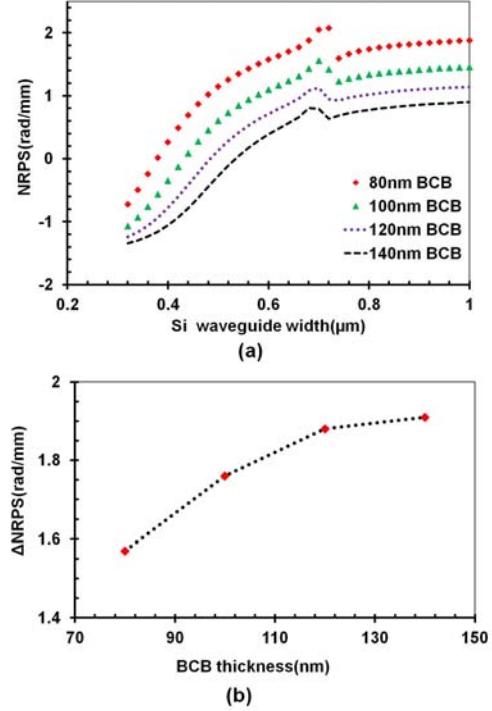 2
1
0
-1
-2
NRPS(rad/mm)
80nm BCB
100nm BCB
120nm BCB
140nm BCB
0.2 0.4 0.6 0.8 1
Si waveguide width(µm)
(a)
2
1.8
1.6
1.4
ΔNRPS(rad/mm)
70 90 110 130 150
BCB thickness(nm)
(b)